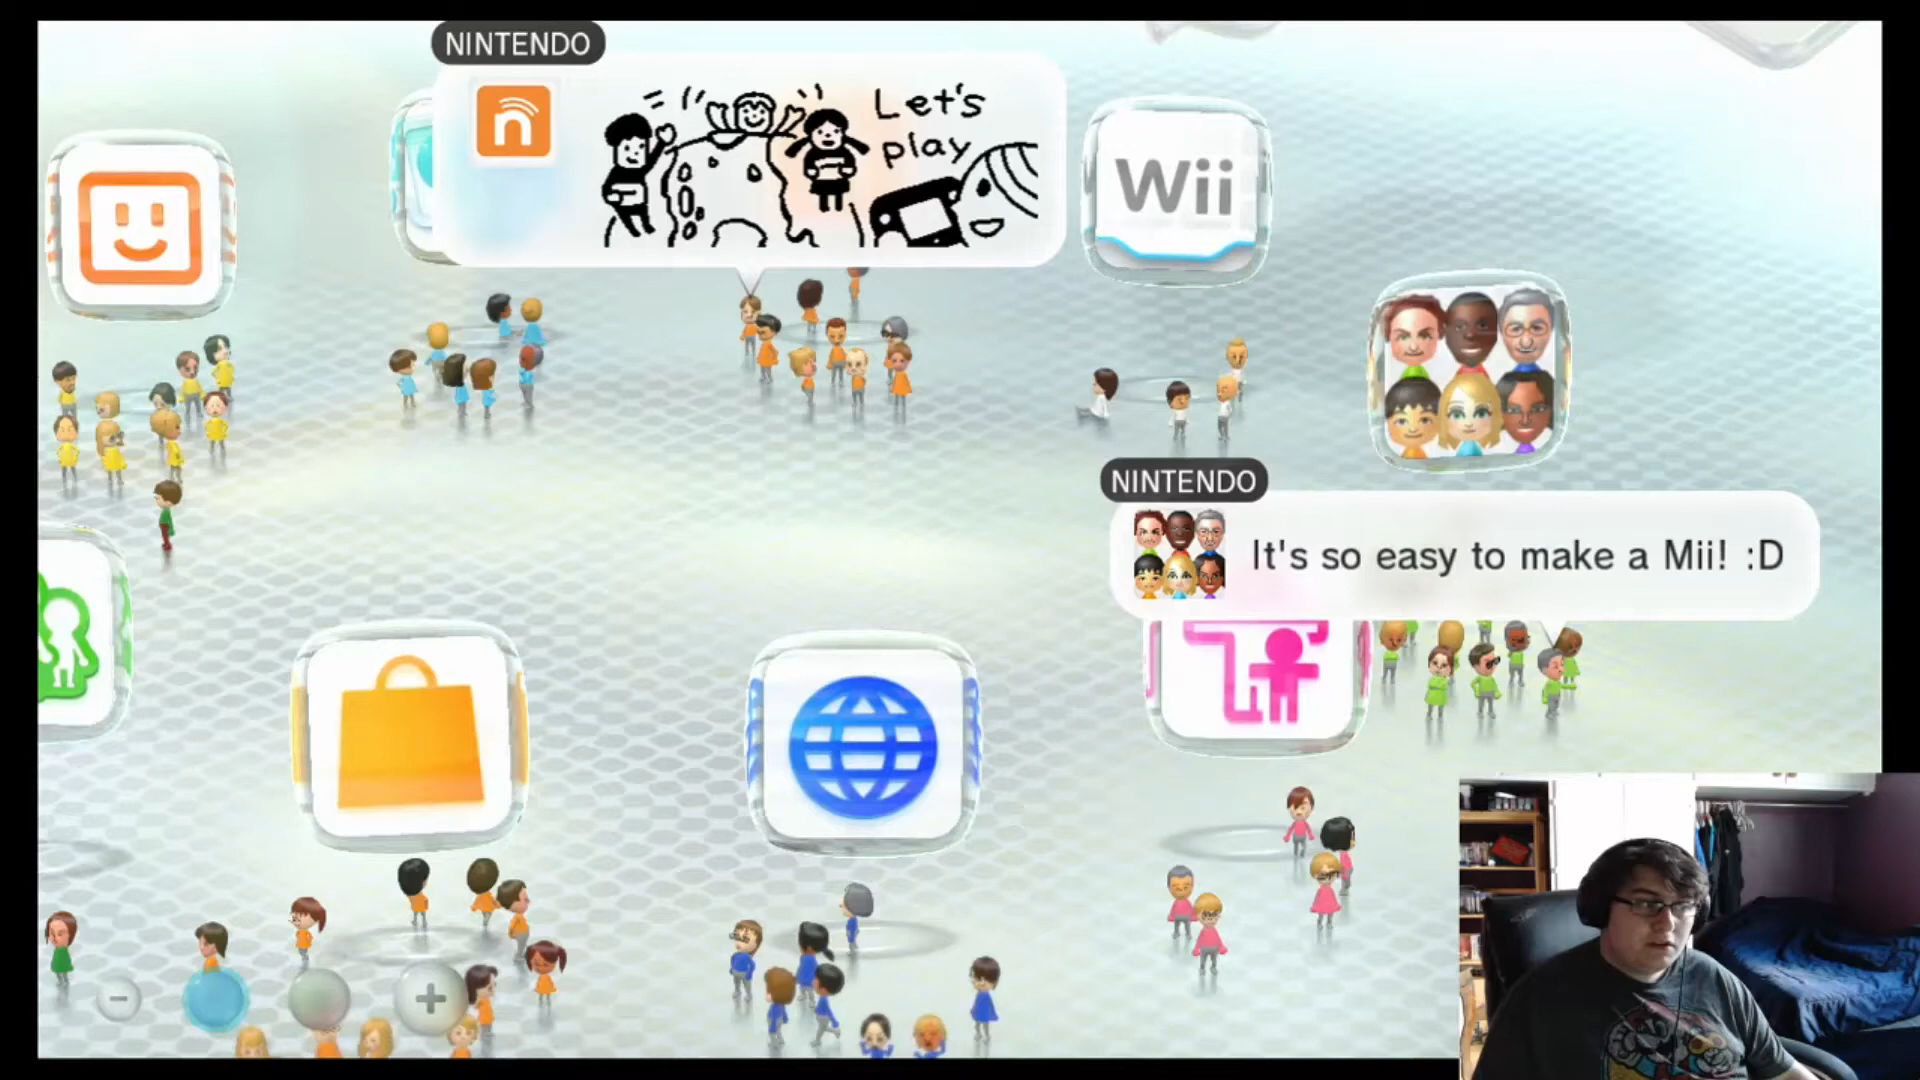 NINTENDO
n
Let's
play
Wii
NINTENDO
It's so easy to make a Mii! :D